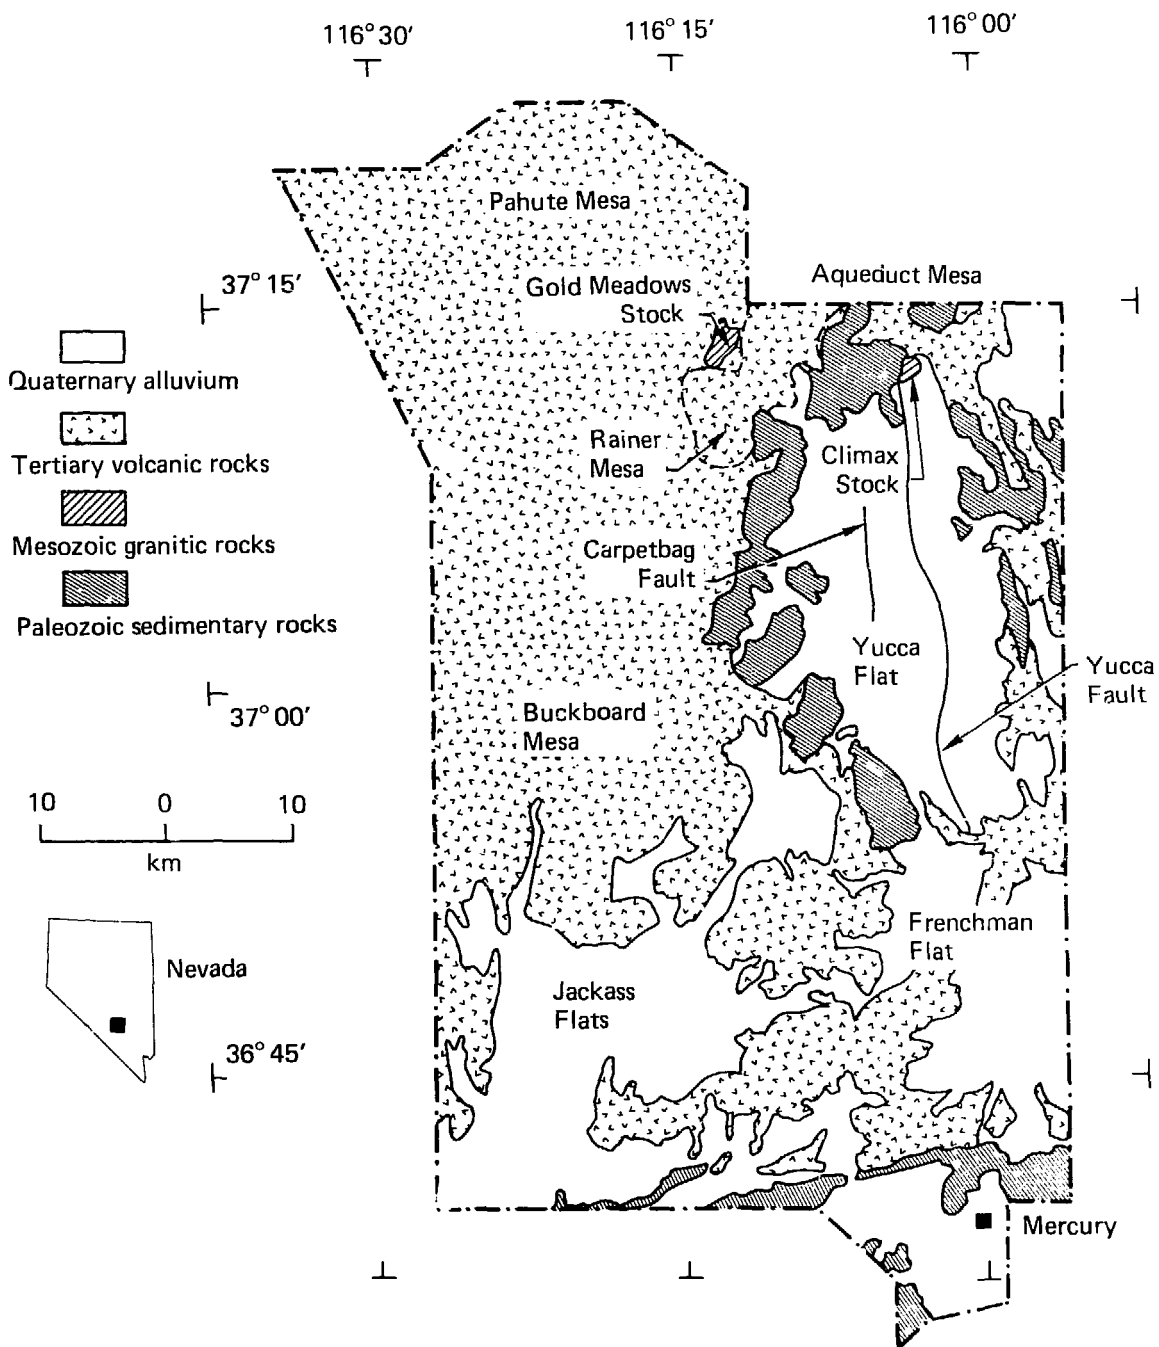 116° 30′
116° 15′
116° 00′
Pahute Mesa
37° 15′
Gold Meadows
Stock
Aqueduct Mesa
Quaternary alluvium
Tertiary volcanic rocks
Mesozoic granitic rocks
Paleozoic sedimentary rocks
Rainer
Mesa
Climax
Stock
Carpetbag
Fault
Yucca
Flat
Yucca
Fault
37° 00′
Buckboard
Mesa
10 0 10
km
Nevada
Frenchman
Flat
Jackass
Flats
36° 45′
Mercury